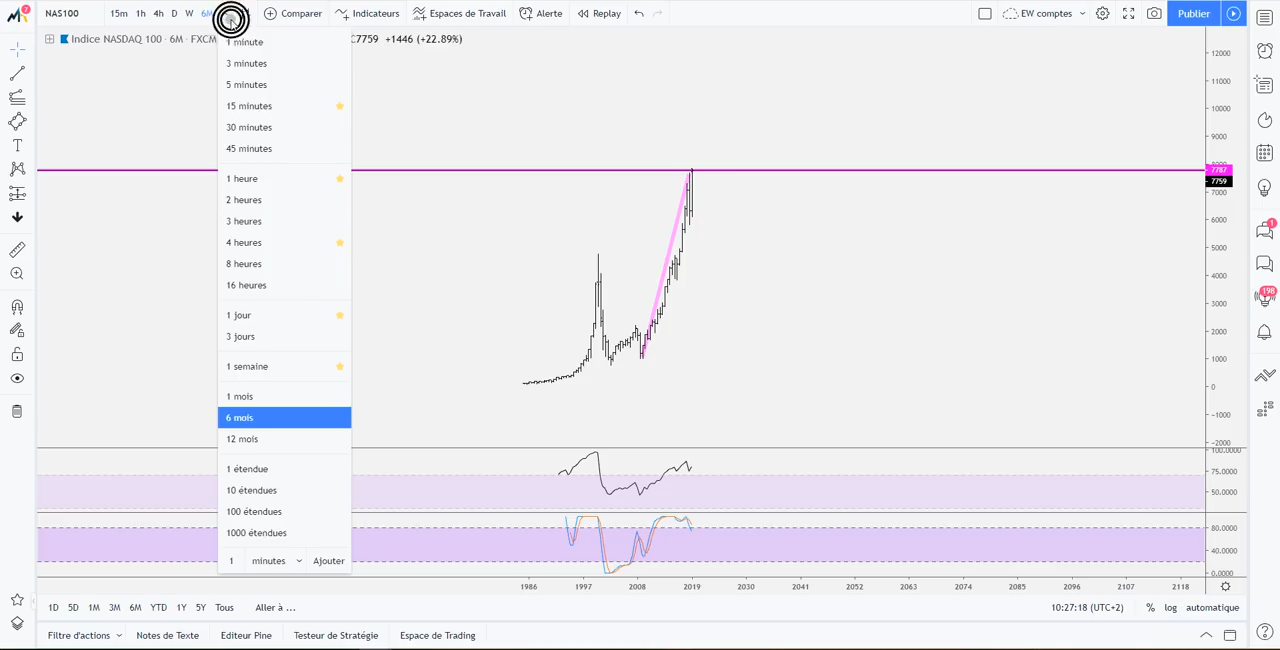 7
NAS100
15m 1h 4h D W 6M
Comparer
Indicateurs
Espaces de Travail
Alerte
Replay
EW comptes
Publier
Indice NASDAQ 100 · 6M · FXCM
C7759 +1446 (+22.89%)
1 minute
3 minutes
5 minutes
15 minutes
30 minutes
45 minutes
1 heure
2 heures
3 heures
4 heures
8 heures
16 heures
1 jour
3 jours
1 semaine
1 mois
6 mois
12 mois
1 étendue
10 étendues
100 étendues
1000 étendues
1 minutes Ajouter
12000
11000
10000
9000
7787
7759
7000
6000
5000
4000
3000
2000
1000
0
-1000
-2000
100.0000
75.0000
50.0000
80.0000
40.0000
0.0000
1986 1997 2008 2019 2030 2041 2052 2063 2074 2085 2096 2107 2118
1D 5D 1M 3M 6M YTD 1Y 5Y Tous Aller à ...
10:27:18 (UTC+2) % log automatique
Filtre d'actions Notes de Texte Editeur Pine Testeur de Stratégie Espace de Trading
1
198